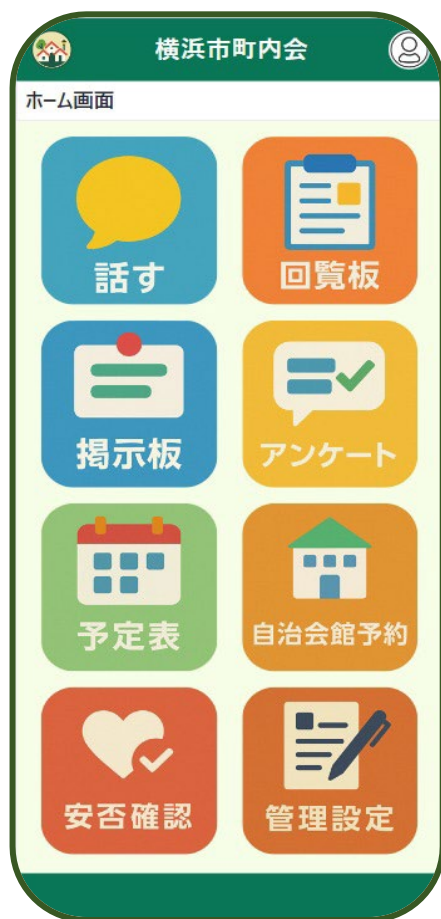 横浜市町内会
ホーム画面
話す
回覧板
掲示板
アンケート
予定表
自治会館予約
安否確認
管理設定